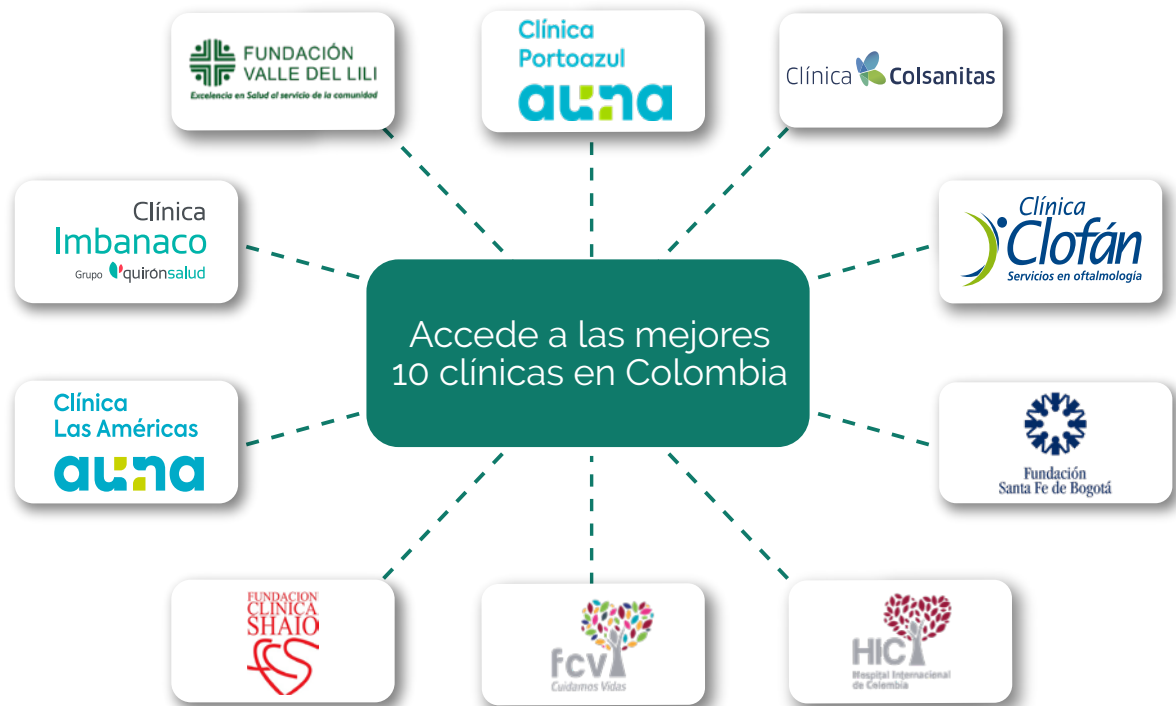 FUNDACIÓN
VALLE DEL LILI
Excelencia en Salud al servicio de la comunidad
Clínica
Portoazul
auna
Clínica Colsanitas
Clínica
Imbanaco
Grupo quirónsalud
Clínica
Clofán
Servicios en oftalmología
Accede a las mejores
10 clínicas en Colombia
Clínica
Las Américas
auna
Fundación
Santa Fe de Bogotá
FUNDACION
CLINICA
SHAIO
fcv
Cuidamos Vidas
HIC
Hospital Internacional
de Colombia